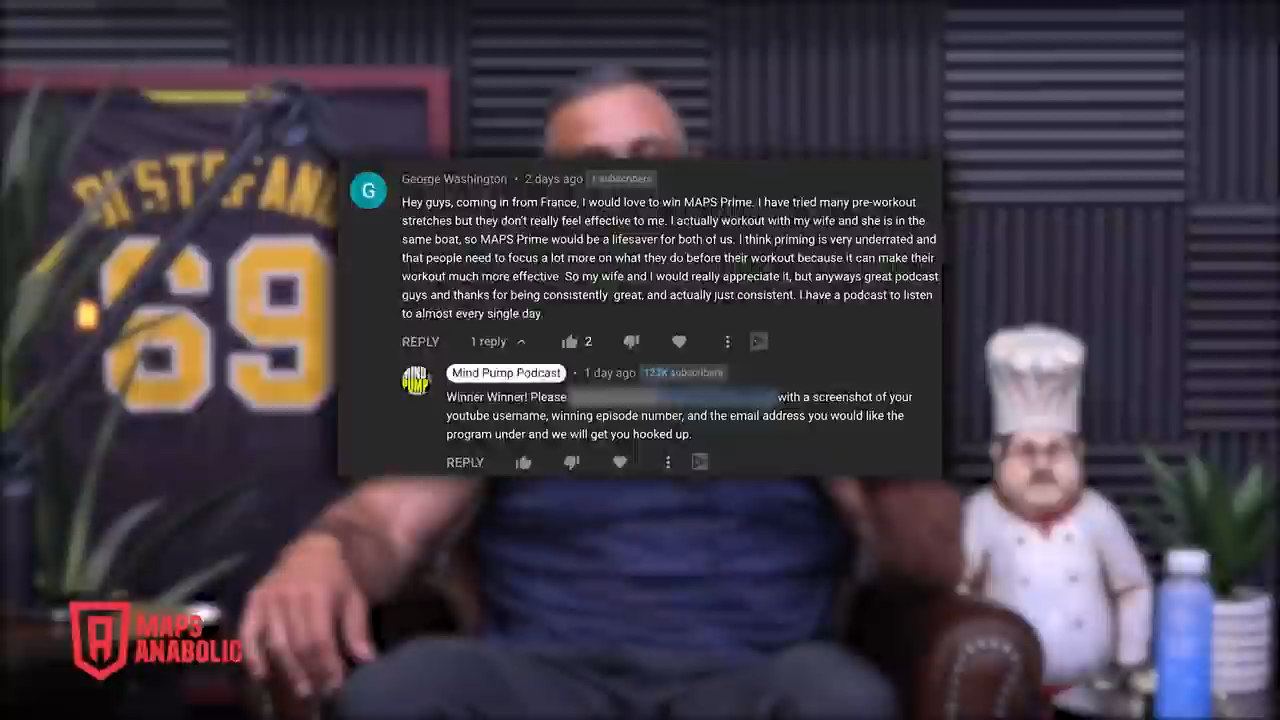 DI STEFANO
69
George Washington • 2 days ago 1 subscribers
G
Hey guys, coming in from France, I would love to win MAPS Prime. I have tried many pre-workout
stretches but they don't really feel effective to me. I actually workout with my wife and she is in the
same boat, so MAPS Prime would be a lifesaver for both of us. I think priming is very underrated and
that people need to focus a lot more on what they do before their workout because it can make their
workout much more effective. So my wife and I would really appreciate it, but anyways great podcast
guys and thanks for being consistently great, and actually just consistent. I have a podcast to listen
to almost every single day.
REPLY 1 reply 2
MIND PUMP
Mind Pump Podcast • 1 day ago 123K subscribers
Winner Winner! Please with a screenshot of your
youtube username, winning episode number, and the email address you would like the
program under and we will get you hooked up.
REPLY
A MAPS
ANABOLIC